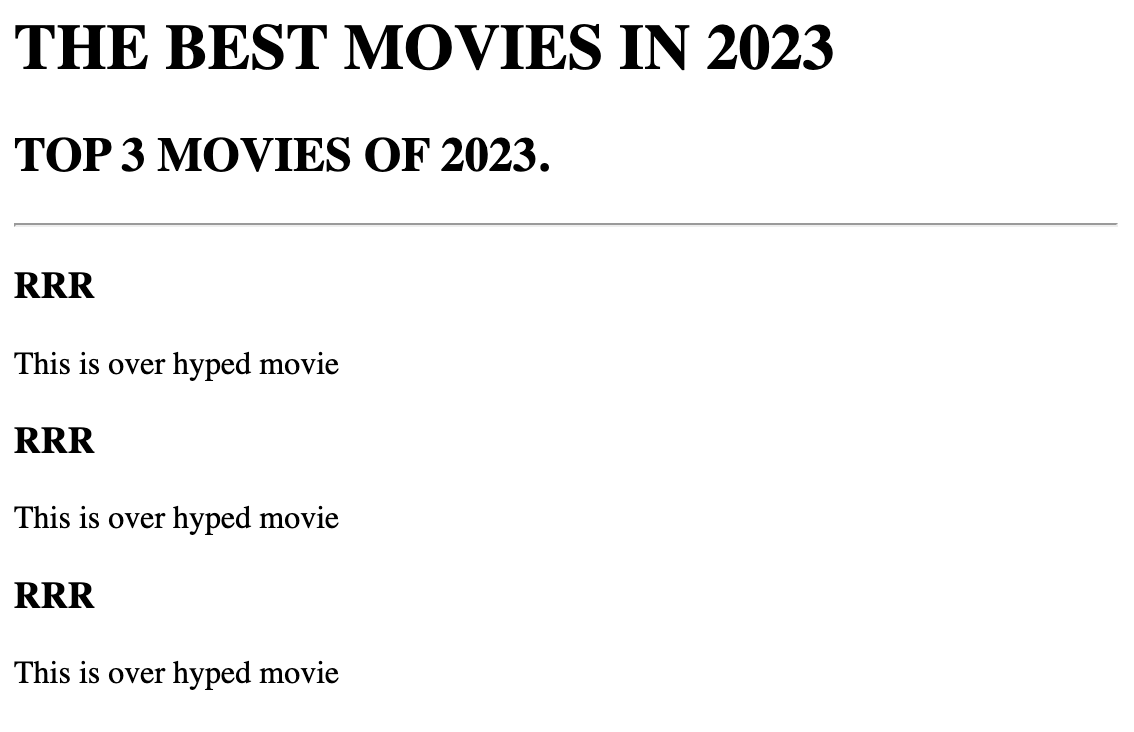 THE BEST MOVIES IN 2023
TOP 3 MOVIES OF 2023.
RRR
This is over hyped movie
RRR
This is over hyped movie
RRR
This is over hyped movie